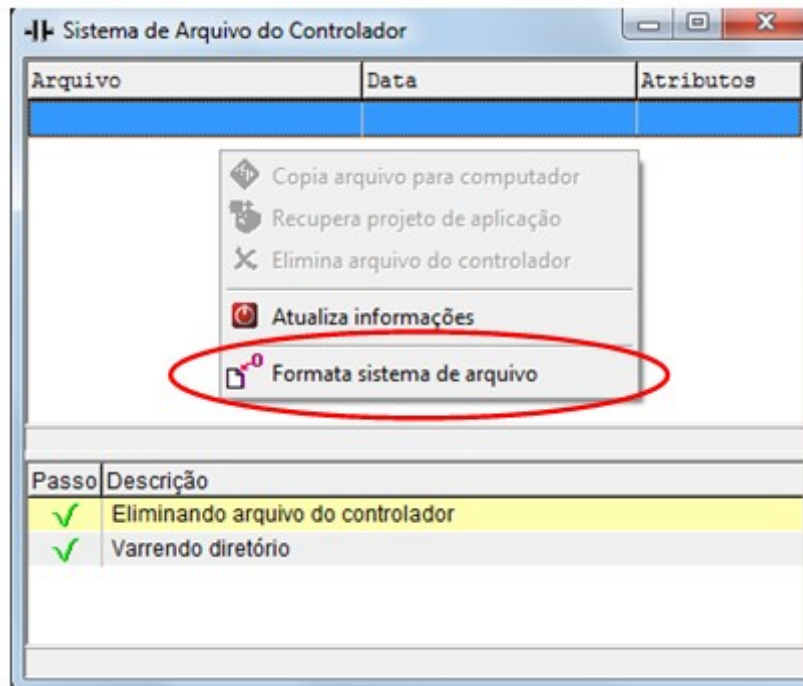 Sistema de Arquivo do Controlador
Arquivo Data Atributos
Copia arquivo para computador
Recupera projeto de aplicação
Elimina arquivo do controlador
Atualiza informações
Formata sistema de arquivo
Passo Descrição
Eliminando arquivo do controlador
Varrendo diretório